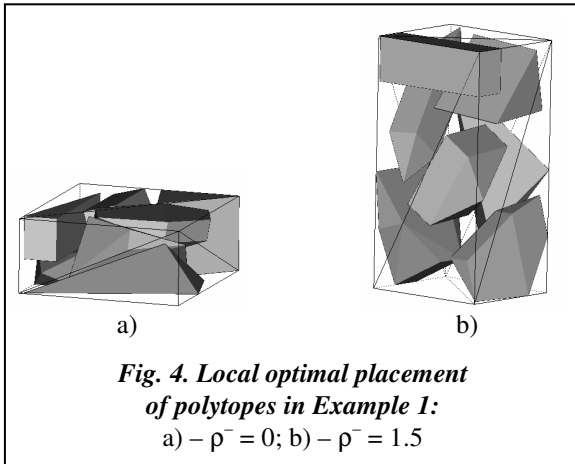 a) b)
Fig. 4. Local optimal placement
of polytopes in Example 1:
a) – ρ⁻ = 0; b) – ρ⁻ = 1.5